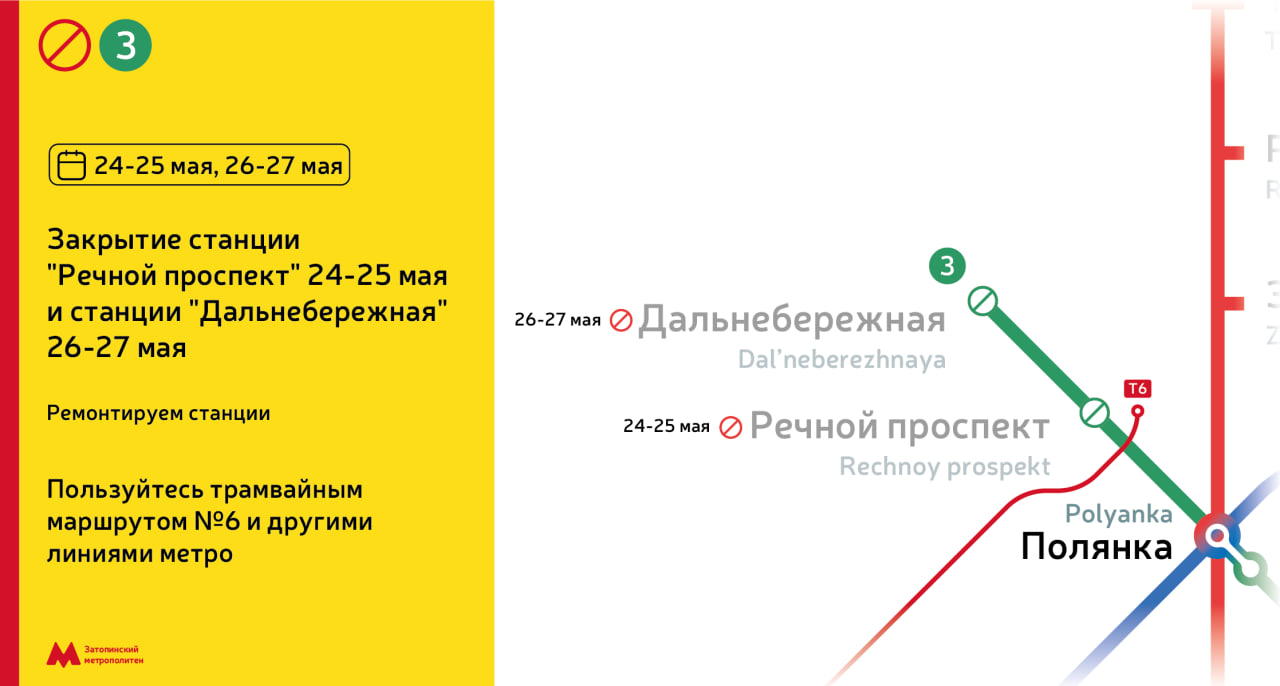 3
24-25 мая, 26-27 мая
Закрытие станции
"Речной проспект" 24-25 мая
и станции "Дальнебережная"
26-27 мая
Ремонтируем станции
Пользуйтесь трамвайным
маршрутом №6 и другими
линиями метро
Затопинский
метрополитен
3
26-27 мая
Дальнебережная
Dal’neberezhnaya
T6
24-25 мая
Речной проспект
Rechnoy prospekt
Polyanka
Полянка